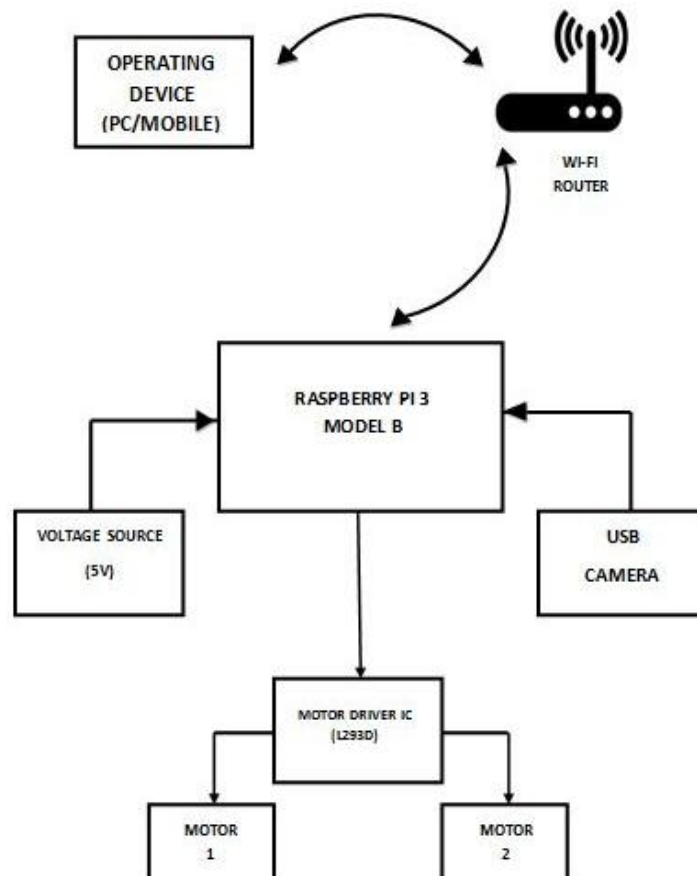 OPERATING
DEVICE
(PC/MOBILE)
WI-FI
ROUTER
RASPBERRY PI 3
MODEL B
VOLTAGE SOURCE
(5V)
USB
CAMERA
MOTOR DRIVER IC
(L293D)
MOTOR
1
MOTOR
2